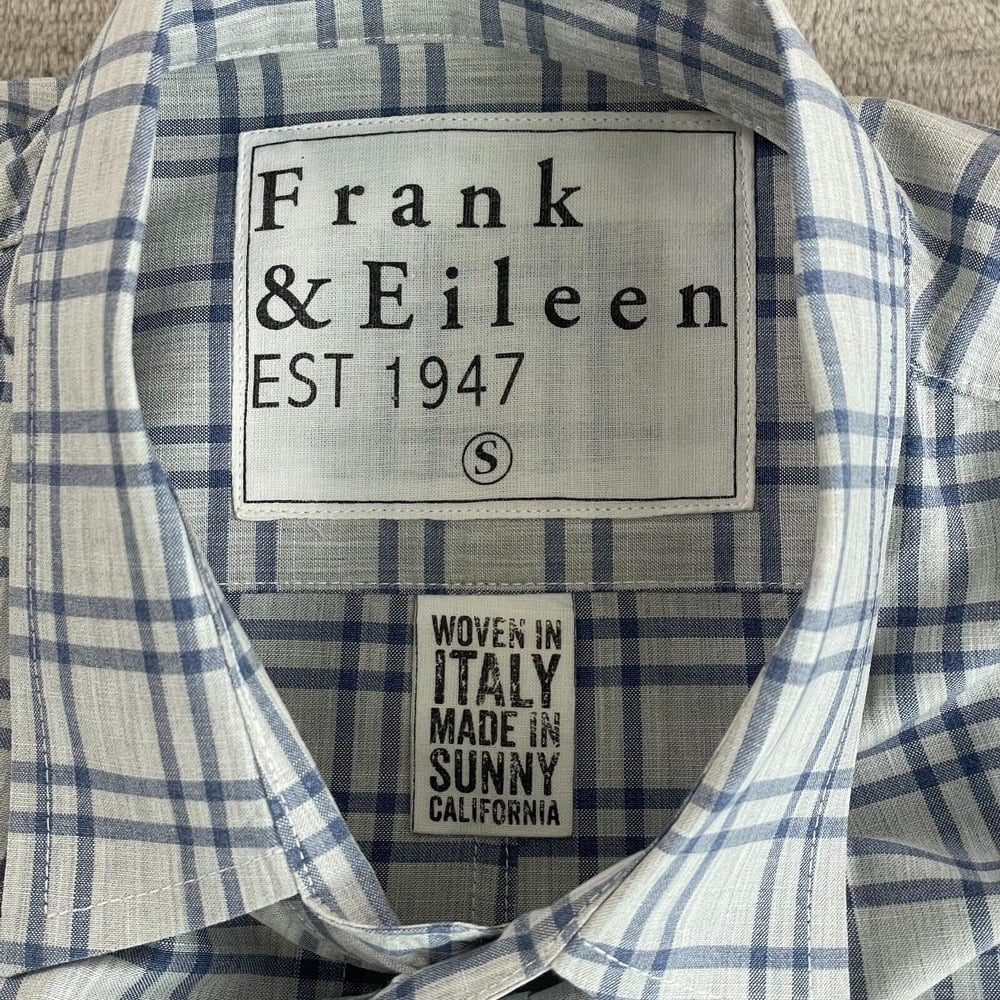 Frank
& Eileen
EST 1947
S
WOVEN IN
ITALY
MADE IN
SUNNY
CALIFORNIA